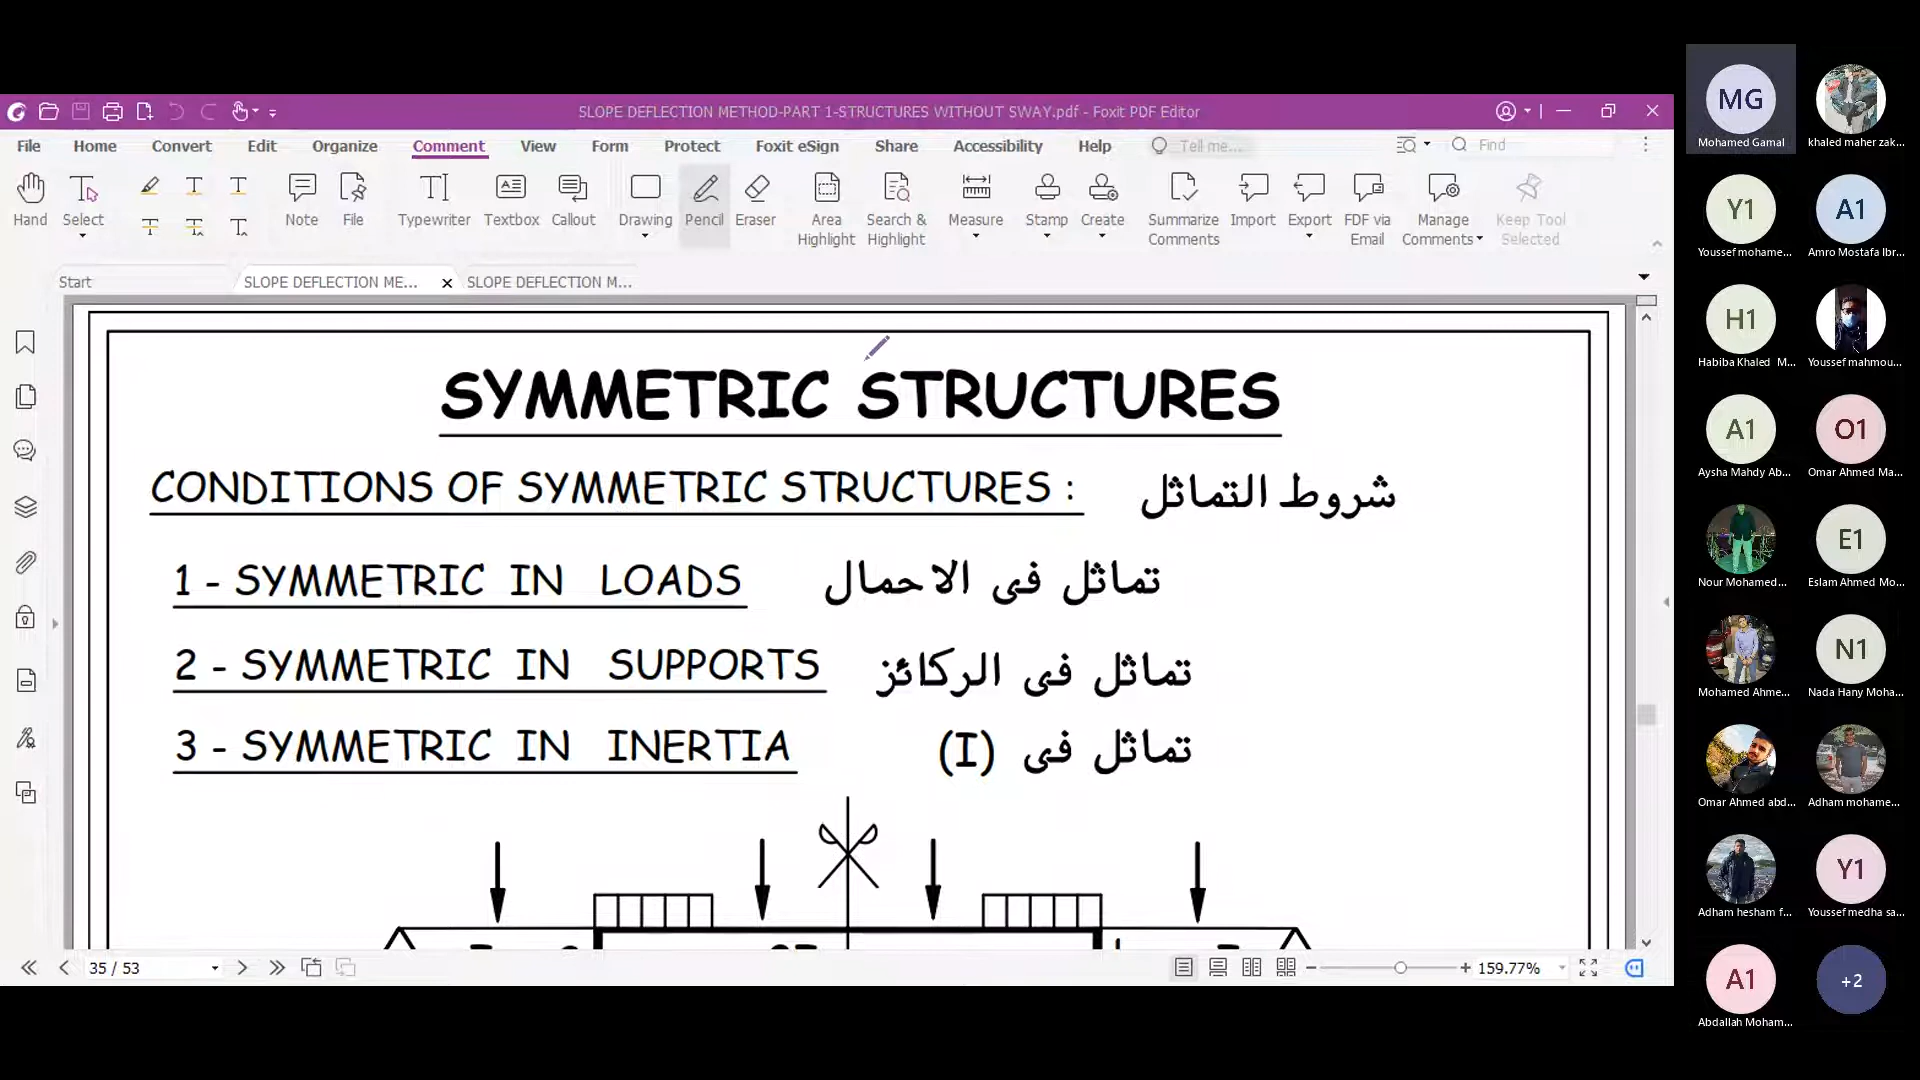 SLOPE DEFLECTION METHOD-PART 1-STRUCTURES WITHOUT SWAY.pdf - Foxit PDF Editor
File Home Convert Edit Organize Comment View Form Protect Foxit eSign Share Accessibility Help Tell me... Find
Hand Select Note File Typewriter Textbox Callout Drawing Pencil Eraser Area Highlight Search & Highlight Measure Stamp Create Summarize Comments Import Export FDF via Email Manage Comments Keep Tool Selected
Start SLOPE DEFLECTION ME... SLOPE DEFLECTION M...
SYMMETRIC STRUCTURES
CONDITIONS OF SYMMETRIC STRUCTURES : شروط التماثل
1 - SYMMETRIC IN LOADS تماثل فى الاحمال
2 - SYMMETRIC IN SUPPORTS تماثل فى الركائز
3 - SYMMETRIC IN INERTIA تماثل فى (I)
35 / 53 159.77%
MG
Mohamed Gamal khaled maher zak...
Y1 A1
Youssef mohame... Amro Mostafa Ibr...
H1
Habiba Khaled M... Youssef mahmou...
A1 O1
Aysha Mahdy Ab... Omar Ahmed Ma...
E1
Nour Mohamed... Eslam Ahmed Mo...
N1
Mohamed Ahme... Nada Hany Moha...
Omar Ahmed abd... Adham mohame...
Y1
Adham hesham f... Youssef medha sa...
A1 +2
Abdallah Moham...